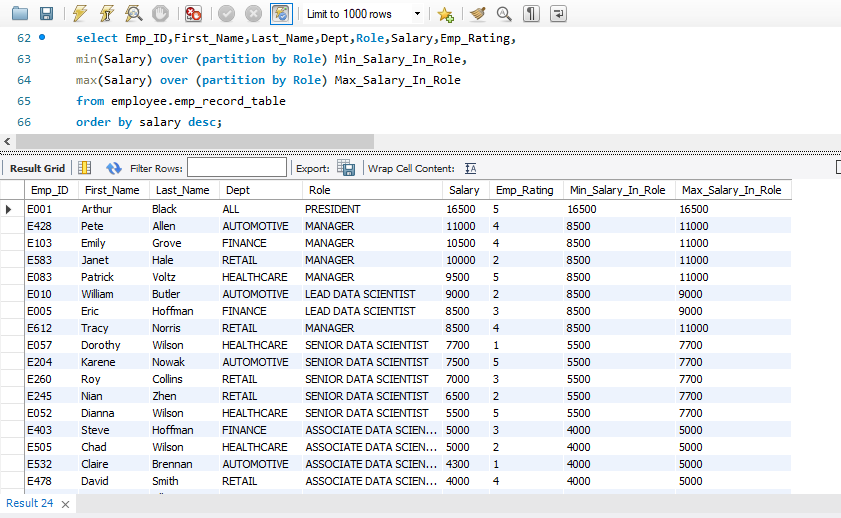 Limit to 1000 rows
62 select Emp_ID,First_Name,Last_Name,Dept,Role,Salary,Emp_Rating,
63 min(Salary) over (partition by Role) Min_Salary_In_Role,
64 max(Salary) over (partition by Role) Max_Salary_In_Role
65 from employee.emp_record_table
66 order by salary desc;
Result Grid Filter Rows: Export: Wrap Cell Content:
Emp_ID First_Name Last_Name Dept Role Salary Emp_Rating Min_Salary_In_Role Max_Salary_In_Role
E001 Arthur Black ALL PRESIDENT 16500 5 16500 16500
E428 Pete Allen AUTOMOTIVE MANAGER 11000 4 8500 11000
E103 Emily Grove FINANCE MANAGER 10500 4 8500 11000
E583 Janet Hale RETAIL MANAGER 10000 2 8500 11000
E083 Patrick Voltz HEALTHCARE MANAGER 9500 5 8500 11000
E010 William Butler AUTOMOTIVE LEAD DATA SCIENTIST 9000 2 8500 9000
E005 Eric Hoffman FINANCE LEAD DATA SCIENTIST 8500 3 8500 9000
E612 Tracy Norris RETAIL MANAGER 8500 4 8500 11000
E057 Dorothy Wilson HEALTHCARE SENIOR DATA SCIENTIST 7700 1 5500 7700
E204 Karene Nowak AUTOMOTIVE SENIOR DATA SCIENTIST 7500 5 5500 7700
E260 Roy Collins RETAIL SENIOR DATA SCIENTIST 7000 3 5500 7700
E245 Nian Zhen RETAIL SENIOR DATA SCIENTIST 6500 2 5500 7700
E052 Dianna Wilson HEALTHCARE SENIOR DATA SCIENTIST 5500 5 5500 7700
E403 Steve Hoffman FINANCE ASSOCIATE DATA SCIEN... 5000 3 4000 5000
E505 Chad Wilson HEALTHCARE ASSOCIATE DATA SCIEN... 5000 2 4000 5000
E532 Claire Brennan AUTOMOTIVE ASSOCIATE DATA SCIEN... 4300 1 4000 5000
E478 David Smith RETAIL ASSOCIATE DATA SCIEN... 4000 4 4000 5000
Result 24